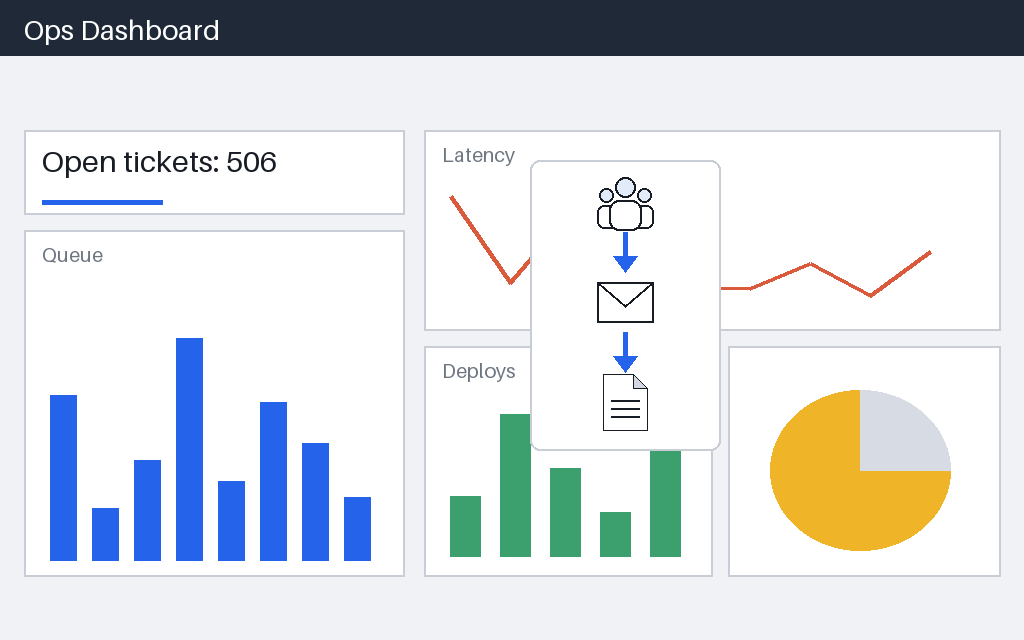 Ops Dashboard
Open tickets: 506
Latency
Queue
Deploys